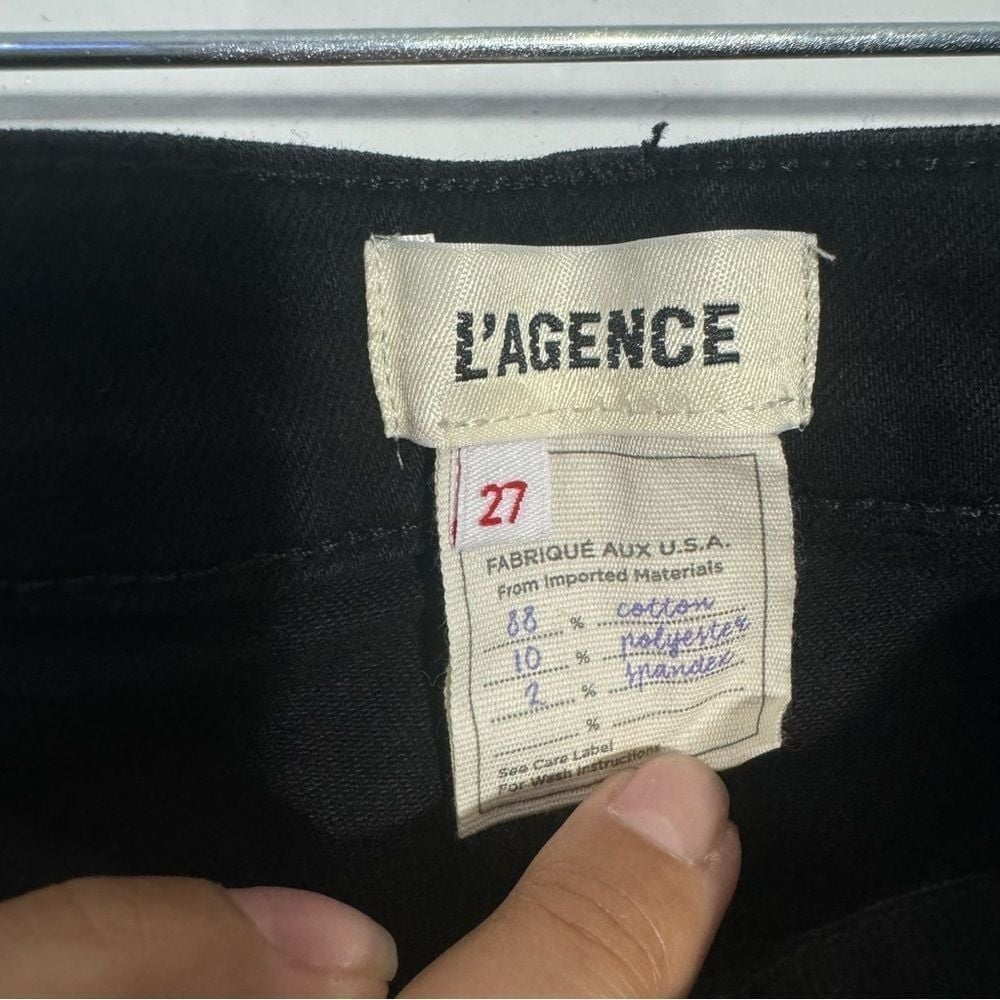 L'AGENCE
27
FABRIQUÉ AUX U.S.A.
From Imported Materials
88 % cotton
10 % polyester
2 % spandex
%
See Care Label
For Wash Instructions